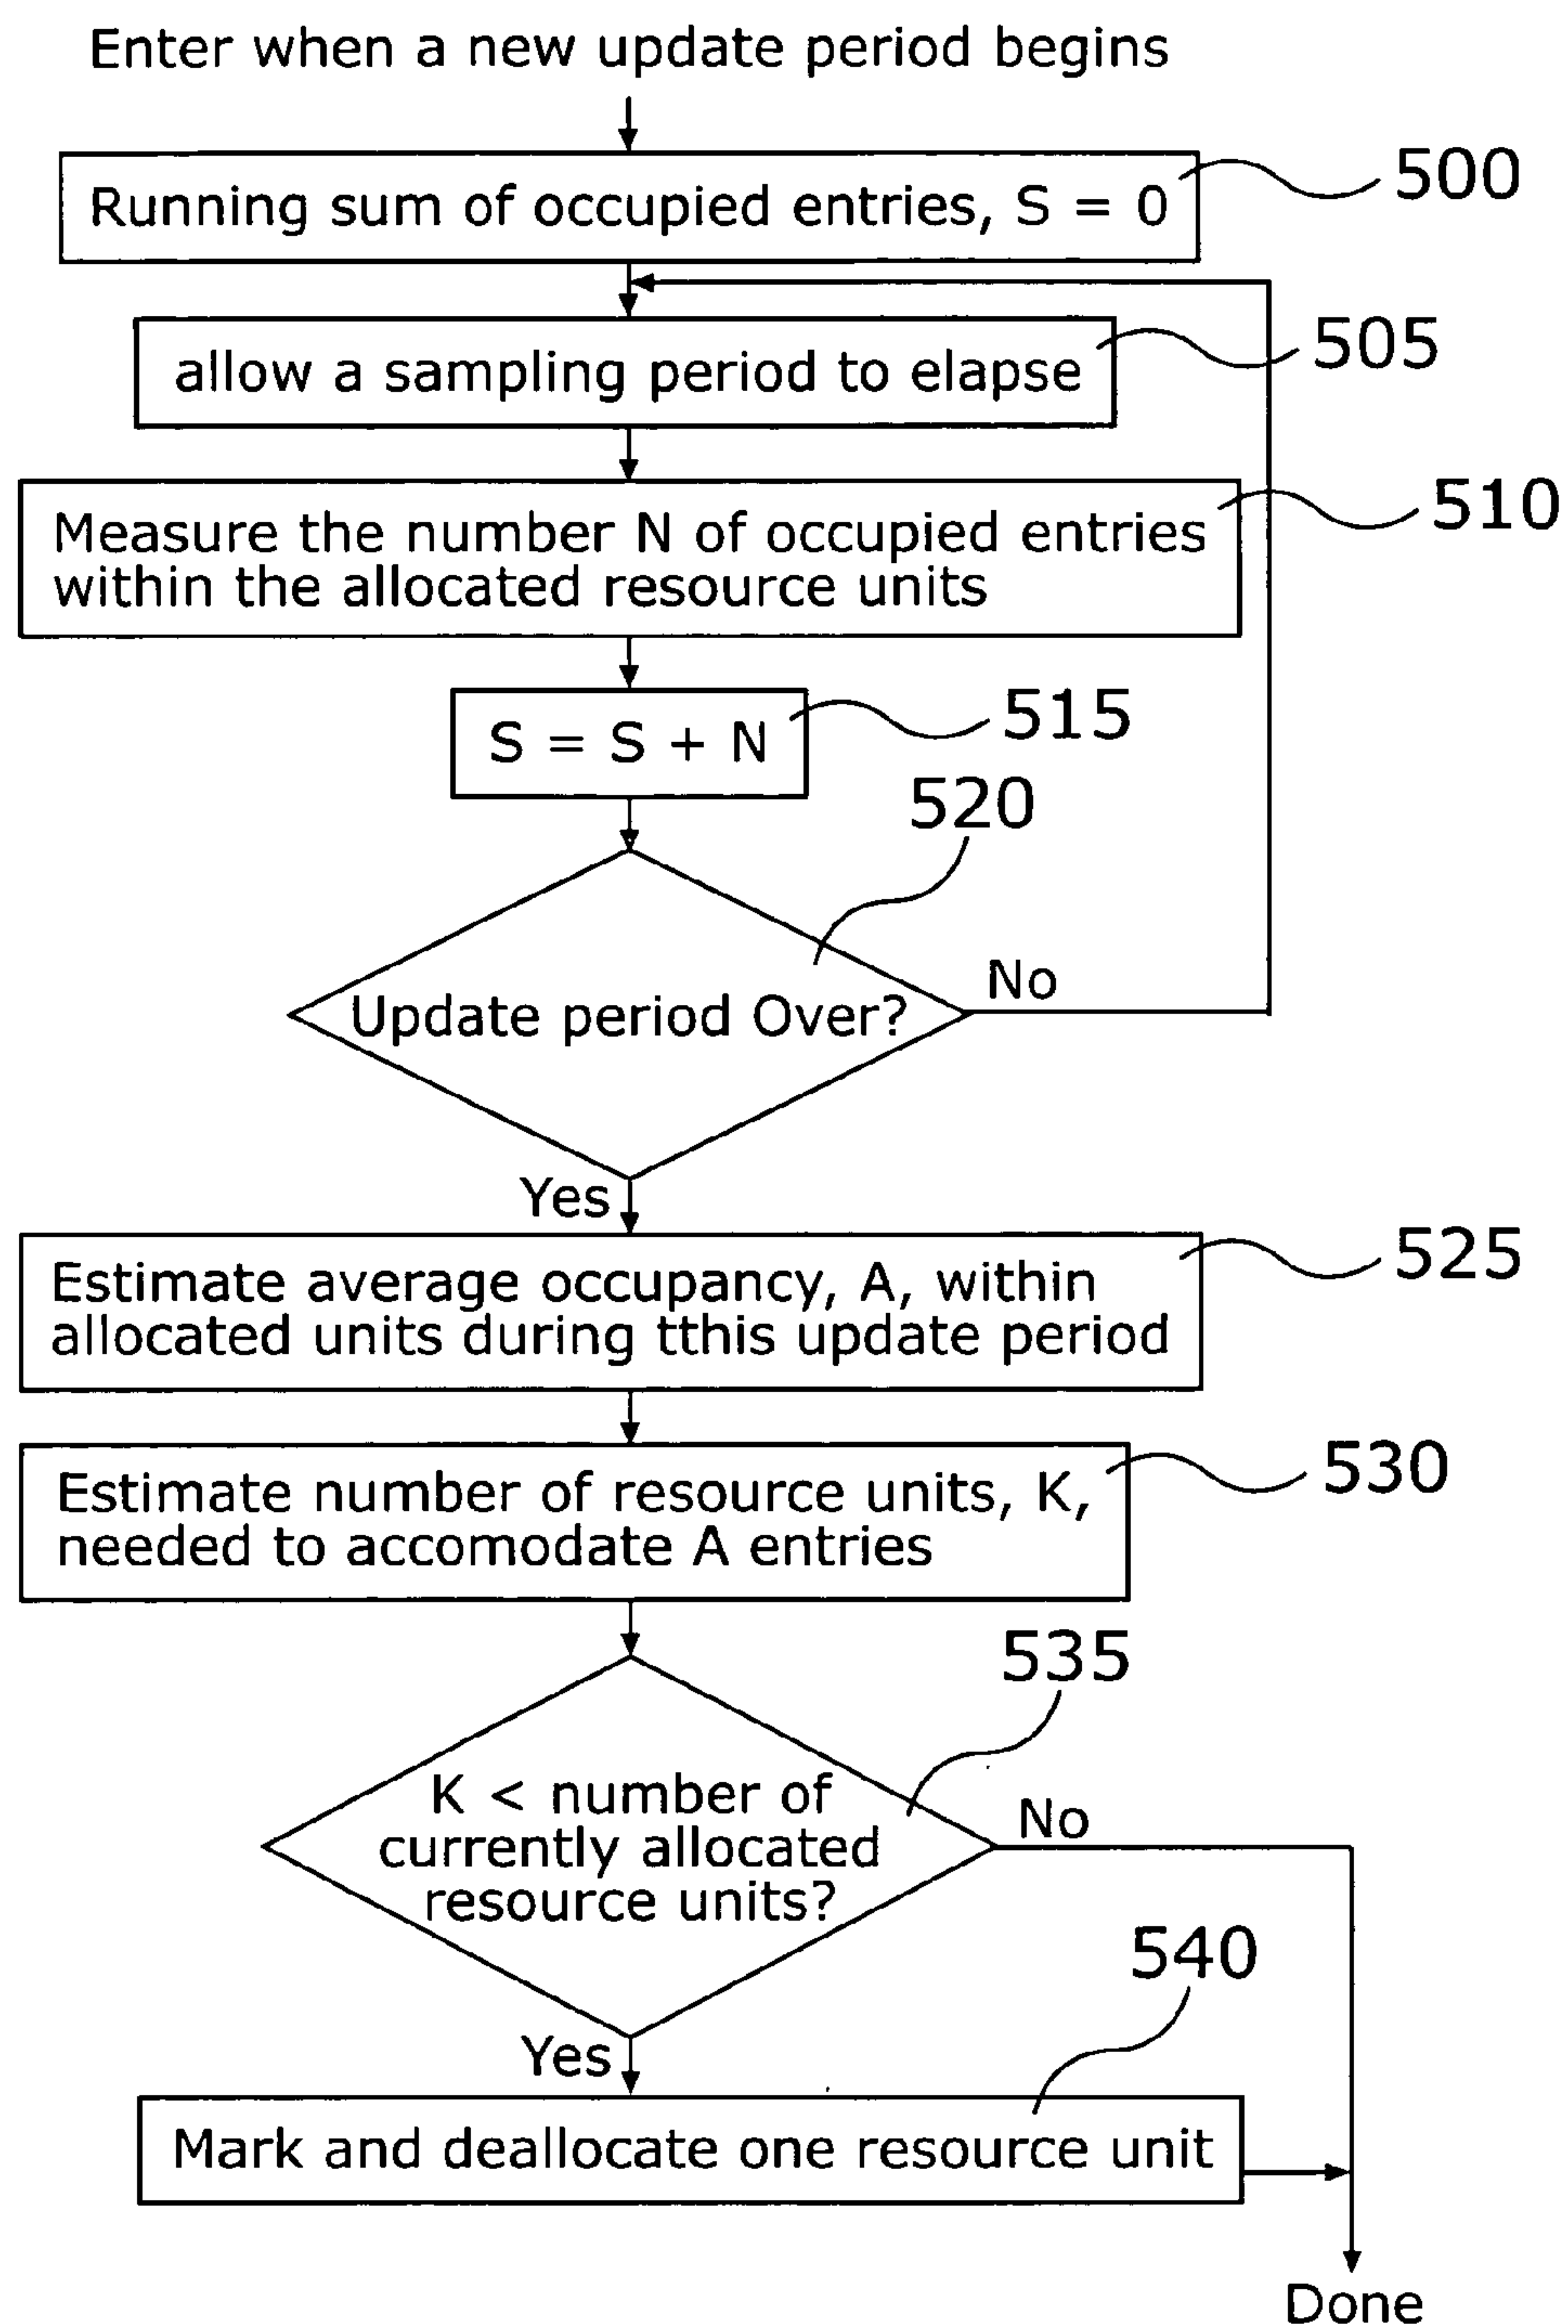 Enter when a new update period begins
500
Running sum of occupied entries, S = 0
505
allow a sampling period to elapse
510
Measure the number N of occupied entries
within the allocated resource units
515
S = S + N
520
Update period Over?
No
Yes
525
Estimate average occupancy, A, within
allocated units during tthis update period
530
Estimate number of resource units, K,
needed to accomodate A entries
535
K < number of
currently allocated
resource units?
No
540
Yes
Mark and deallocate one resource unit
Done